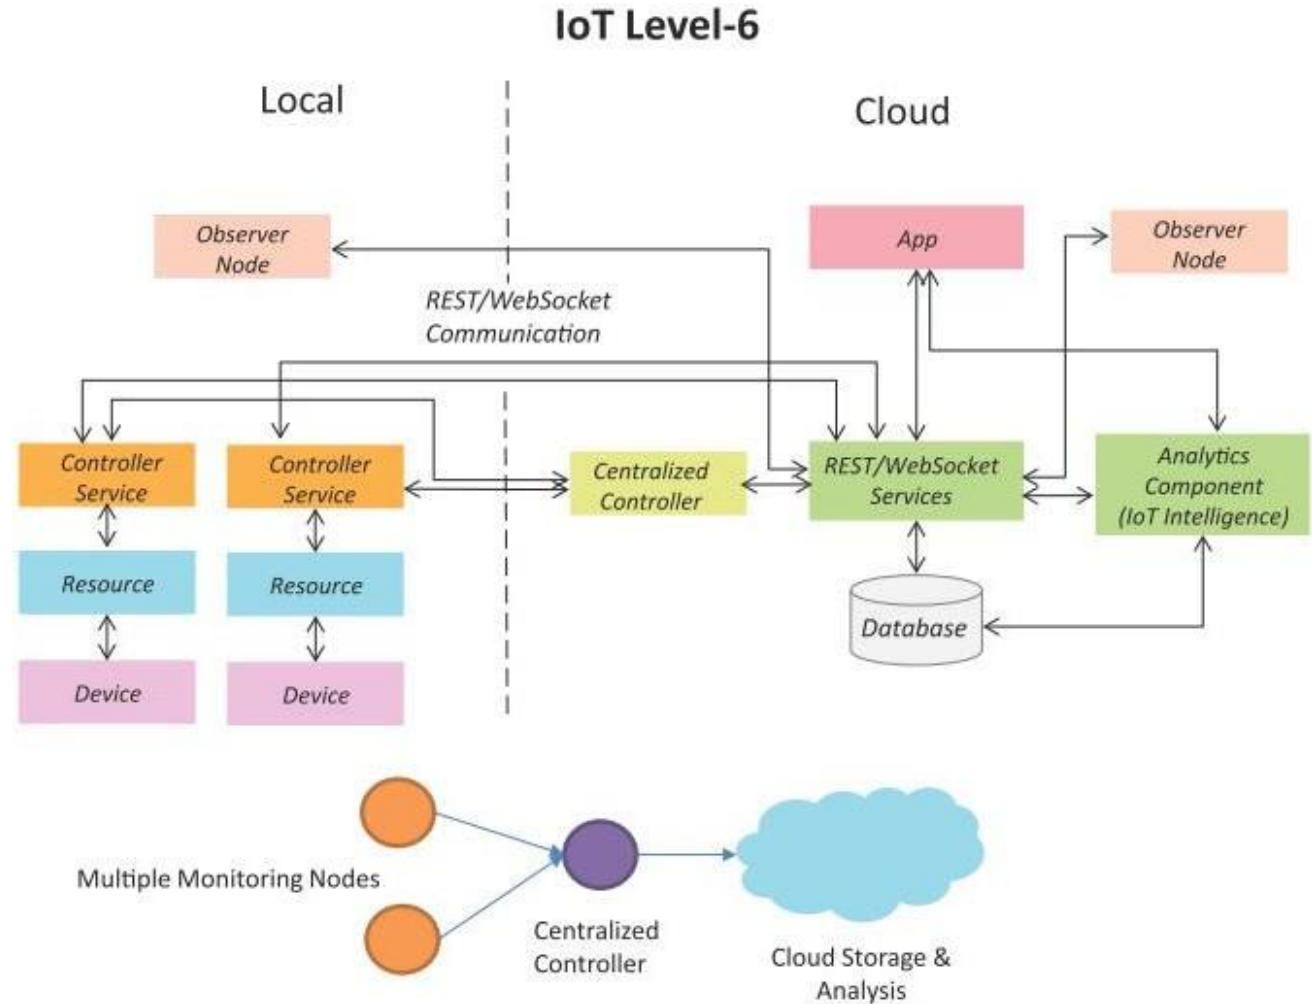 IoT Level-6
Local
Cloud
Observer
Node
App
Observer
Node
REST/WebSocket
Communication
Controller
Service
Controller
Service
Centralized
Controller
REST/WebSocket
Services
Analytics
Component
(IoT Intelligence)
Resource
Resource
Database
Device
Device
Multiple Monitoring Nodes
Centralized
Controller
Cloud Storage &
Analysis